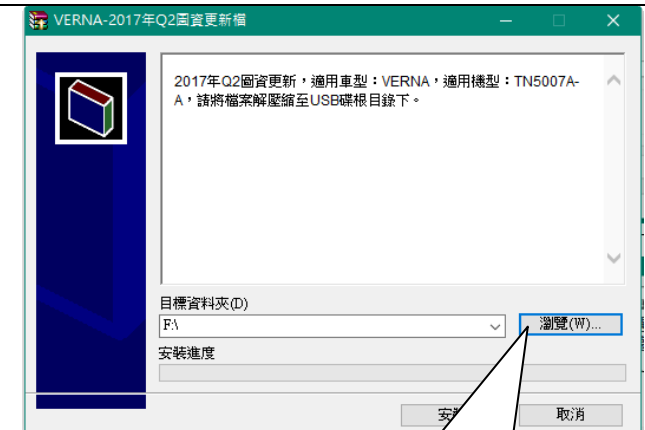 VERNA-2017年Q2圖資更新檔
2017年Q2圖資更新，適用車型：VERNA，適用機型：TN5007A-
A，請將檔案解壓縮至USB碟根目錄下。
目標資料夾(D)
F:\
瀏覽(W)...
安裝進度
取消